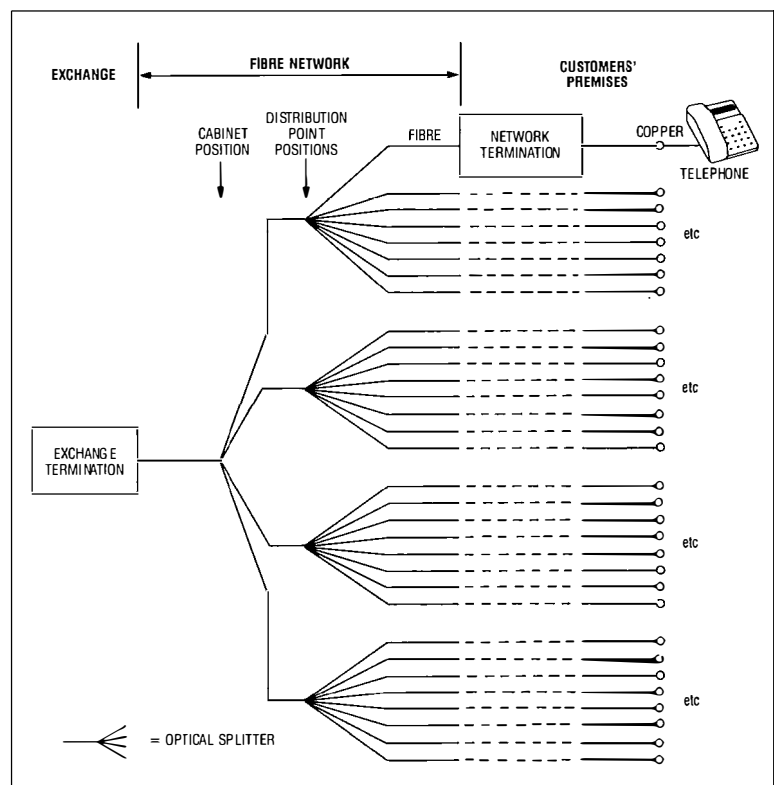 EXCHANGE
FIBRE NETWORK
CUSTOMERS'
PREMISES
CABINET
POSITION
DISTRIBUTION
POINT
POSITIONS
FIBRE
NETWORK
TERMINATION
COPPER
TELEPHONE
etc
etc
EXCHANGE
TERMINATION
etc
etc
= OPTICAL SPLITTER